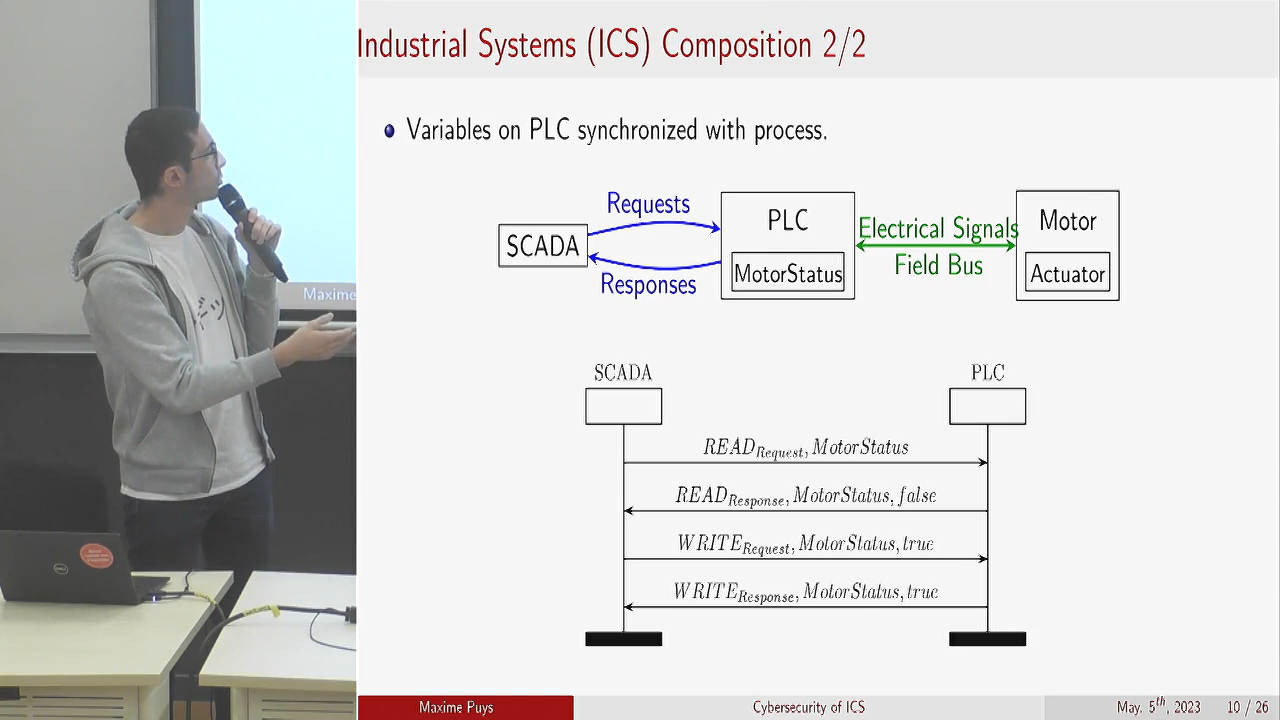 Industrial Systems (ICS) Composition 2/2
Variables on PLC synchronized with process.
Requests
SCADA
Responses
PLC
MotorStatus
Electrical Signals
Field Bus
Motor
Actuator
SCADA
PLC
READ_Request, MotorStatus
READ_Response, MotorStatus, false
WRITE_Request, MotorStatus, true
WRITE_Response, MotorStatus, true
Maxime Puys
Cybersecurity of ICS
May. 5th, 2023
10 / 26
Maxime
DELL